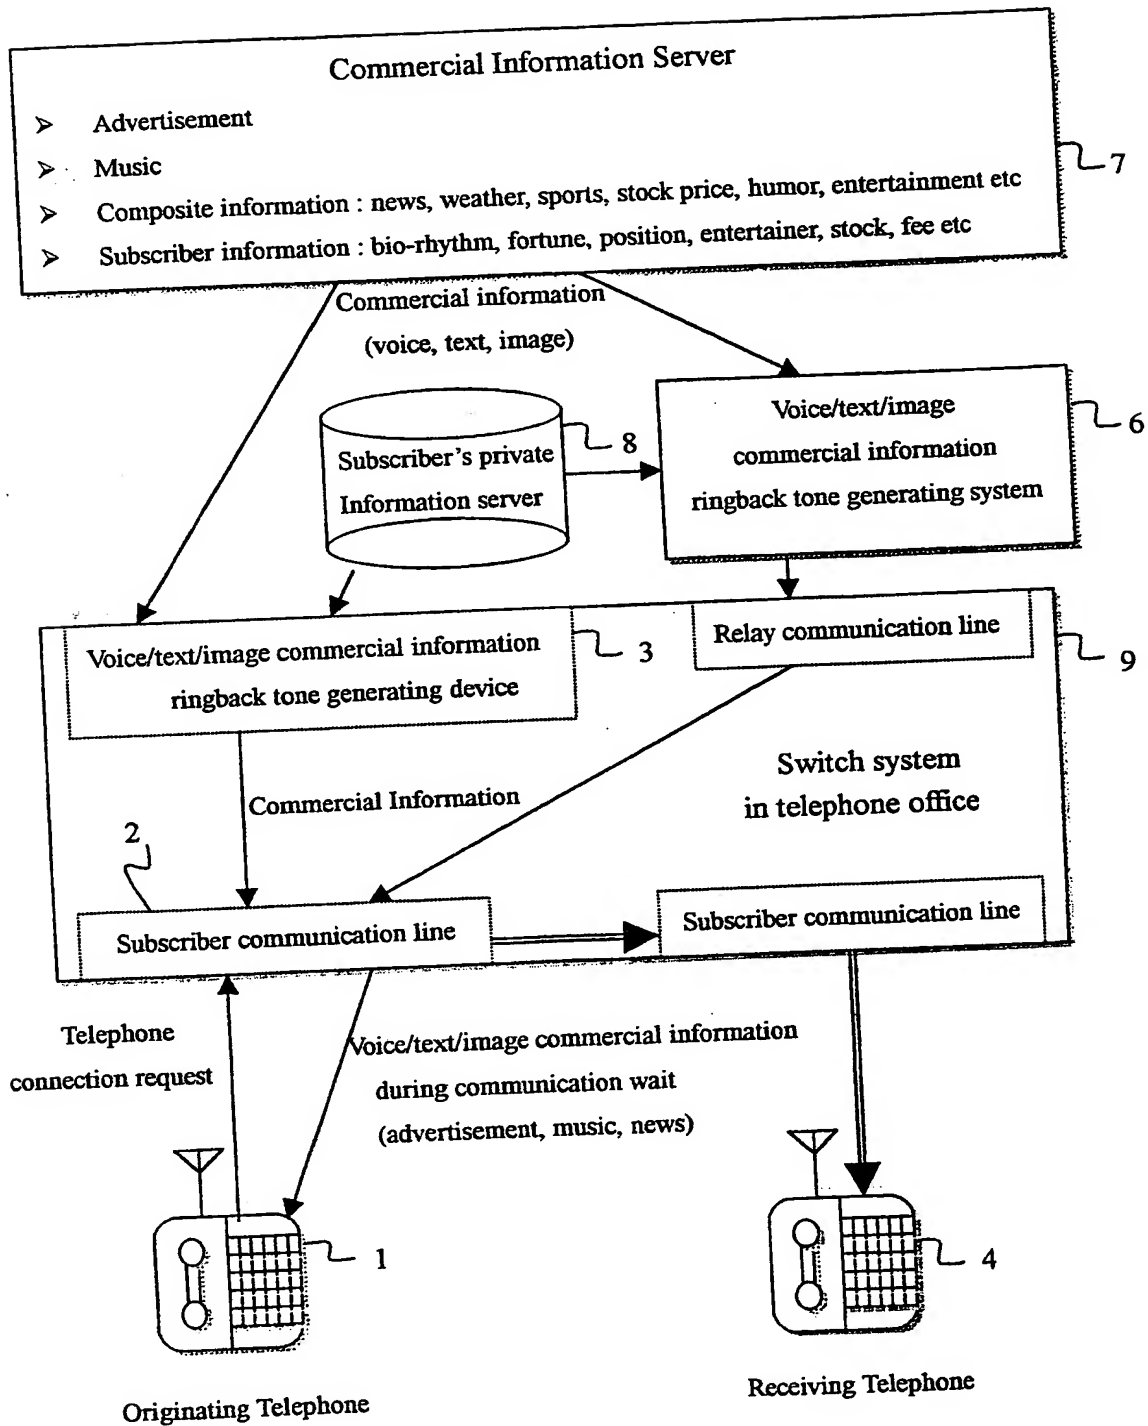 Commercial Information Server
➢ Advertisement
➢ Music
➢ Composite information : news, weather, sports, stock price, humor, entertainment etc
➢ Subscriber information : bio-rhythm, fortune, position, entertainer, stock, fee etc
7
Commercial information
(voice, text, image)
Subscriber's private
Information server
8
Voice/text/image
commercial information
ringback tone generating system
6
Voice/text/image commercial information
ringback tone generating device
3
Relay communication line
9
Switch system
in telephone office
Commercial Information
2
Subscriber communication line
Subscriber communication line
Telephone
connection request
Voice/text/image commercial information
during communication wait
(advertisement, music, news)
1
4
Originating Telephone
Receiving Telephone